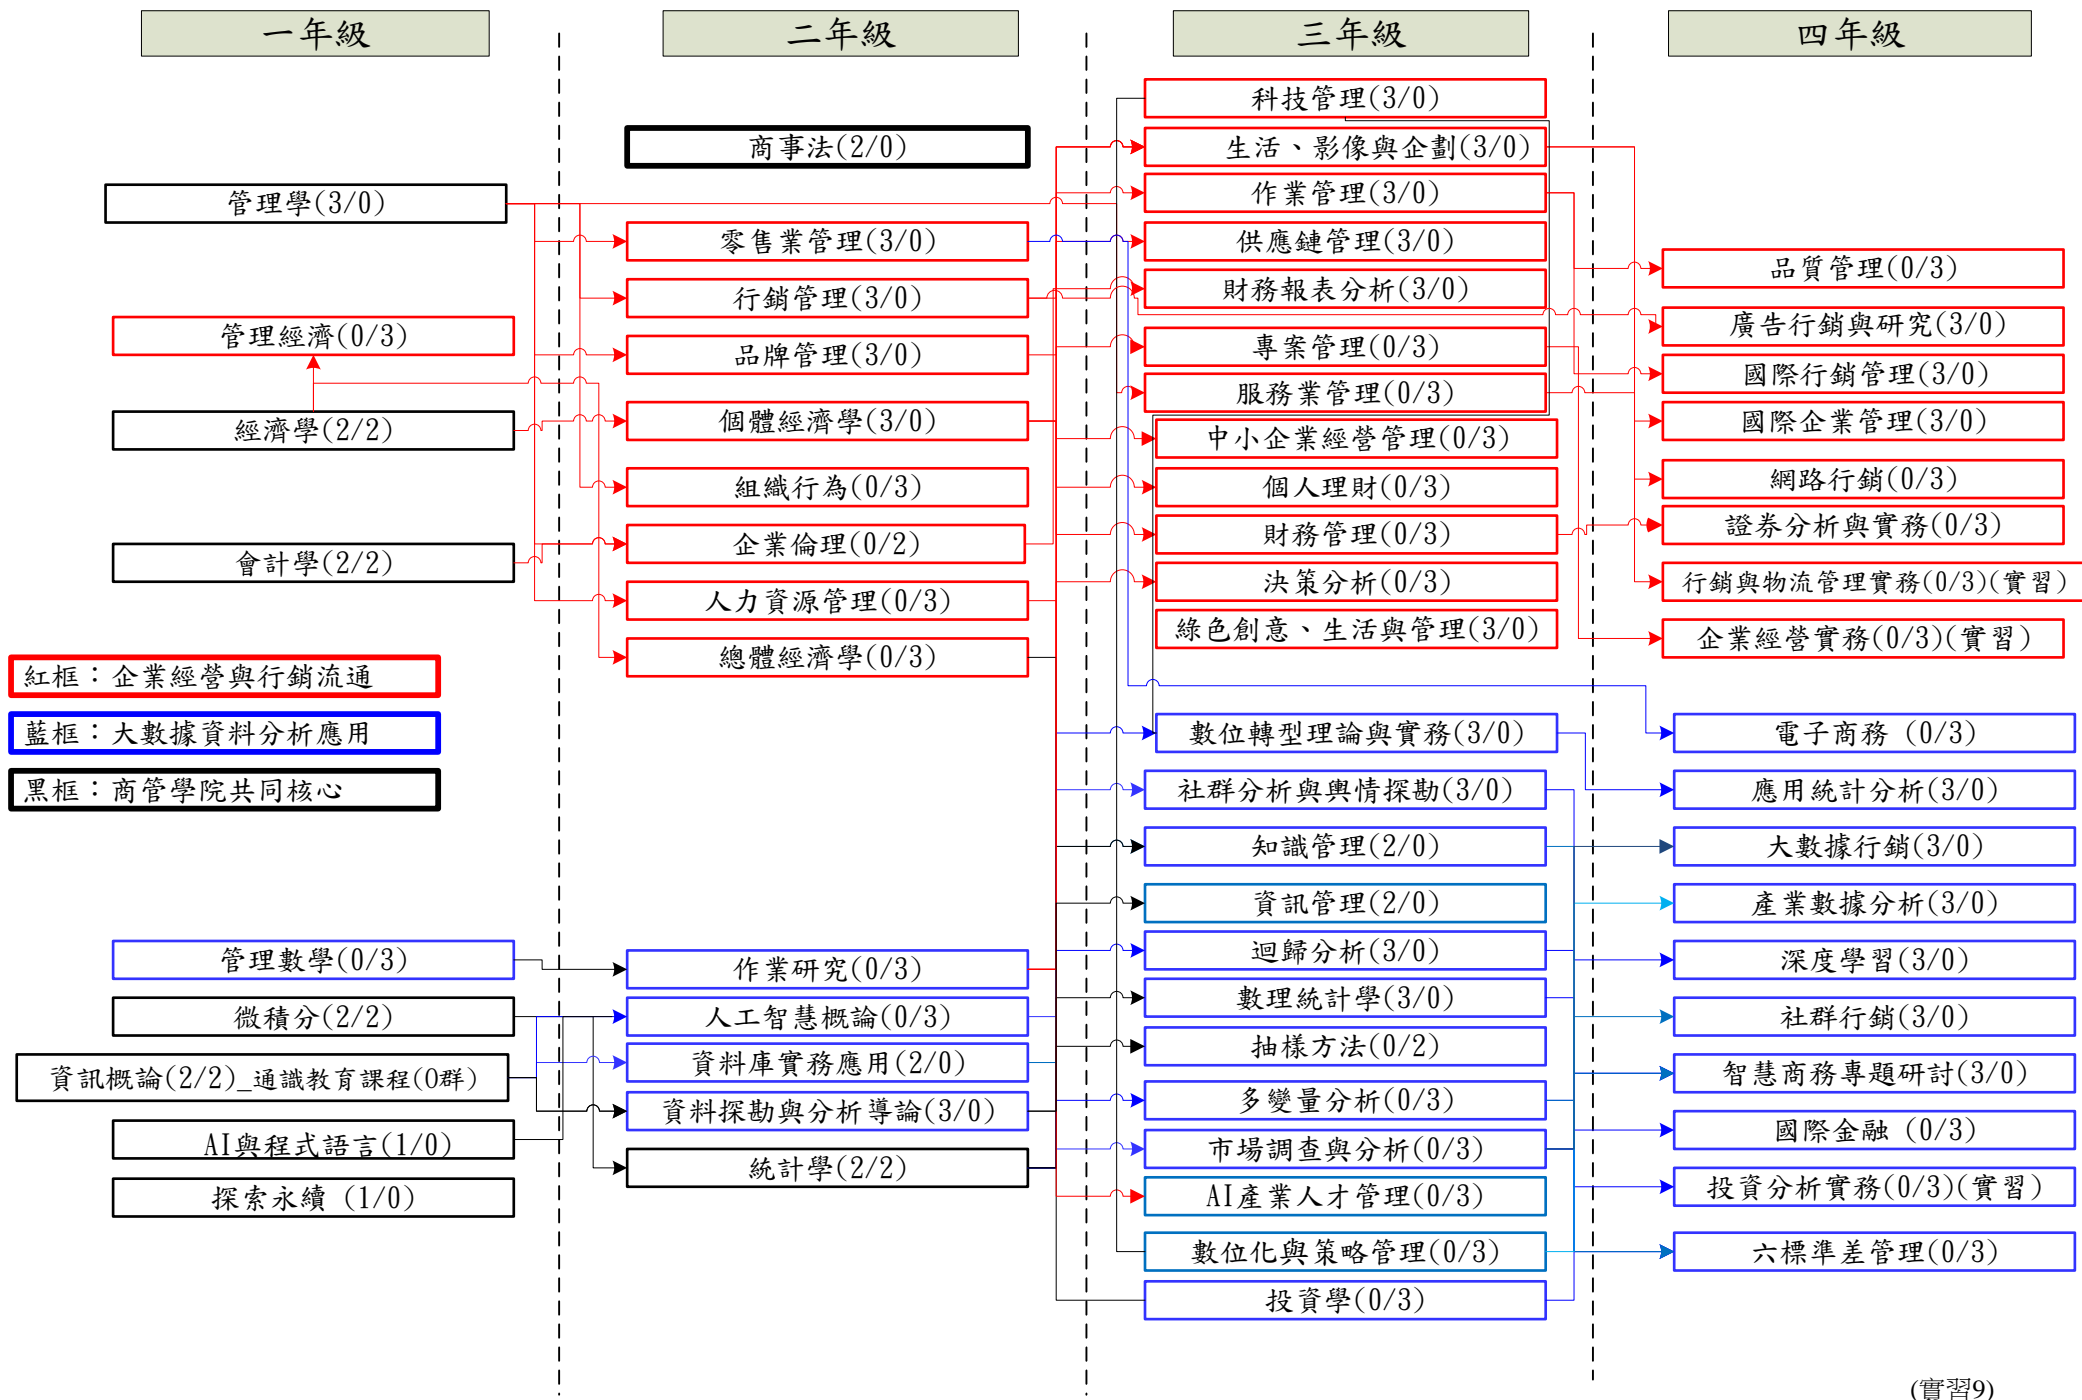 一年級
管理學(3/0)
管理經濟(0/3)
經濟學(2/2)
會計學(2/2)
紅框：企業經營與行銷流通
藍框：大數據資料分析應用
黑框：商管學院共同核心
管理數學(0/3)
微積分(2/2)
資訊概論(2/2)_通識教育課程(O群)
AI與程式語言(1/0)
探索永續 (1/0)
二年級
商事法(2/0)
零售業管理(3/0)
行銷管理(3/0)
品牌管理(3/0)
個體經濟學(3/0)
組織行為(0/3)
企業倫理(0/2)
人力資源管理(0/3)
總體經濟學(0/3)
作業研究(0/3)
人工智慧概論(0/3)
資料庫實務應用(2/0)
資料探勘與分析導論(3/0)
統計學(2/2)
三年級
科技管理(3/0)
生活、影像與企劃(3/0)
作業管理(3/0)
供應鏈管理(3/0)
財務報表分析(3/0)
專案管理(0/3)
服務業管理(0/3)
中小企業經營管理(0/3)
個人理財(0/3)
財務管理(0/3)
決策分析(0/3)
綠色創意、生活與管理(3/0)
數位轉型理論與實務(3/0)
社群分析與輿情探勘(3/0)
知識管理(2/0)
資訊管理(2/0)
迴歸分析(3/0)
數理統計學(3/0)
抽樣方法(0/2)
多變量分析(0/3)
市場調查與分析(0/3)
AI產業人才管理(0/3)
數位化與策略管理(0/3)
投資學(0/3)
四年級
品質管理(0/3)
廣告行銷與研究(3/0)
國際行銷管理(3/0)
國際企業管理(3/0)
網路行銷(0/3)
證券分析與實務(0/3)
行銷與物流管理實務(0/3)(實習)
企業經營實務(0/3)(實習)
電子商務 (0/3)
應用統計分析(3/0)
大數據行銷(3/0)
產業數據分析(3/0)
深度學習(3/0)
社群行銷(3/0)
智慧商務專題研討(3/0)
國際金融 (0/3)
投資分析實務(0/3)(實習)
六標準差管理(0/3)
(實習9)